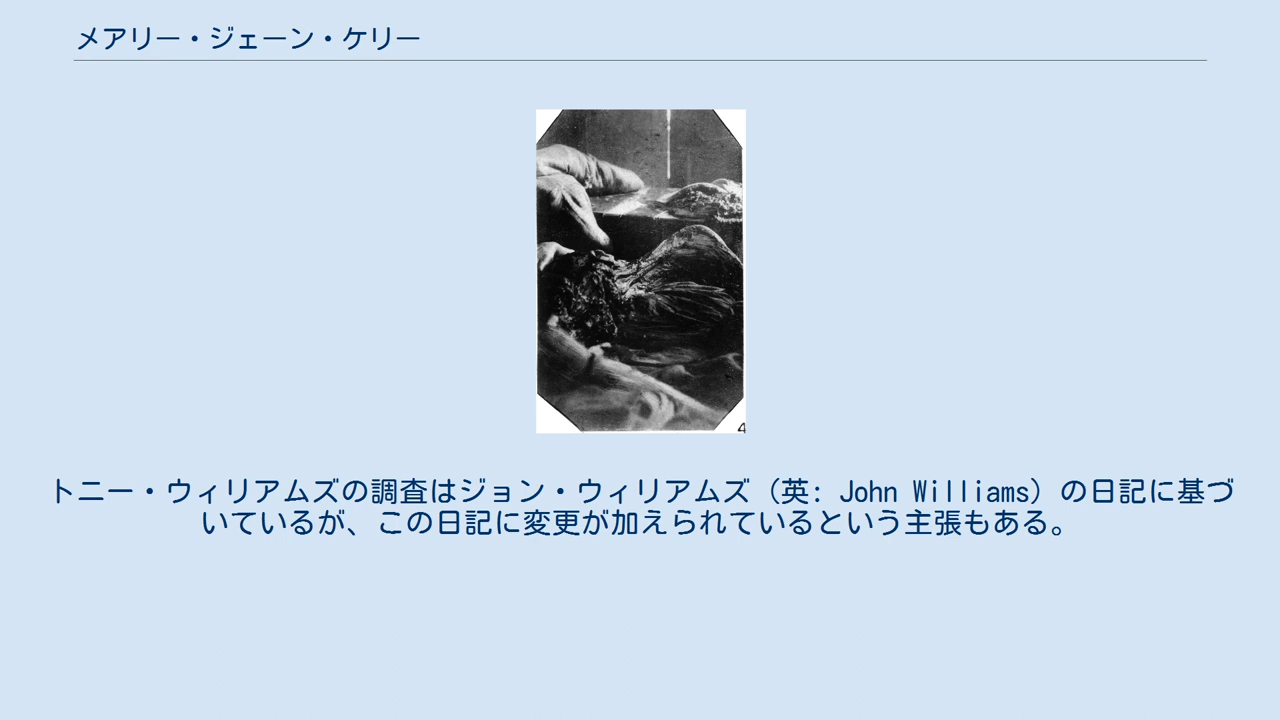 メアリー・ジェーン・ケリー
4
トニー・ウィリアムズの調査はジョン・ウィリアムズ（英: John Williams）の日記に基づ
いているが、この日記に変更が加えられているという主張もある。